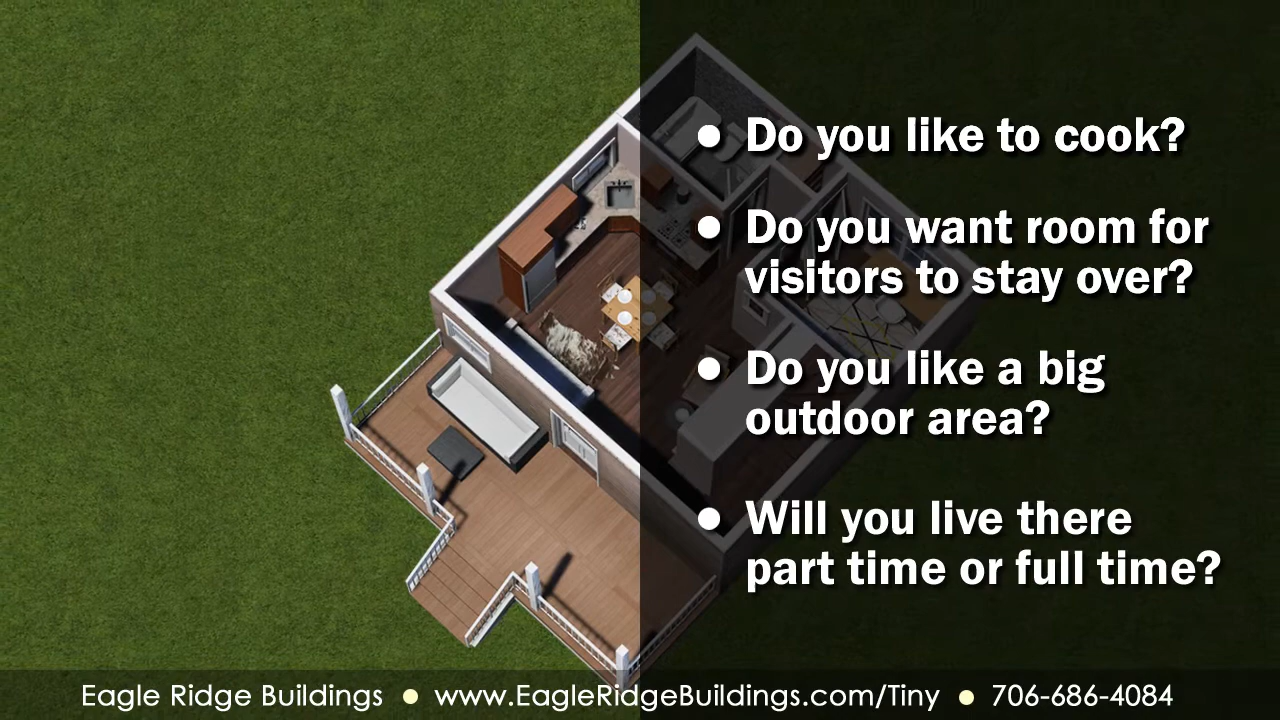 • Do you like to cook?
• Do you want room for
visitors to stay over?
• Do you like a big
outdoor area?
• Will you live there
part time or full time?
Eagle Ridge Buildings • www.EagleRidgeBuildings.com/Tiny • 706-686-4084